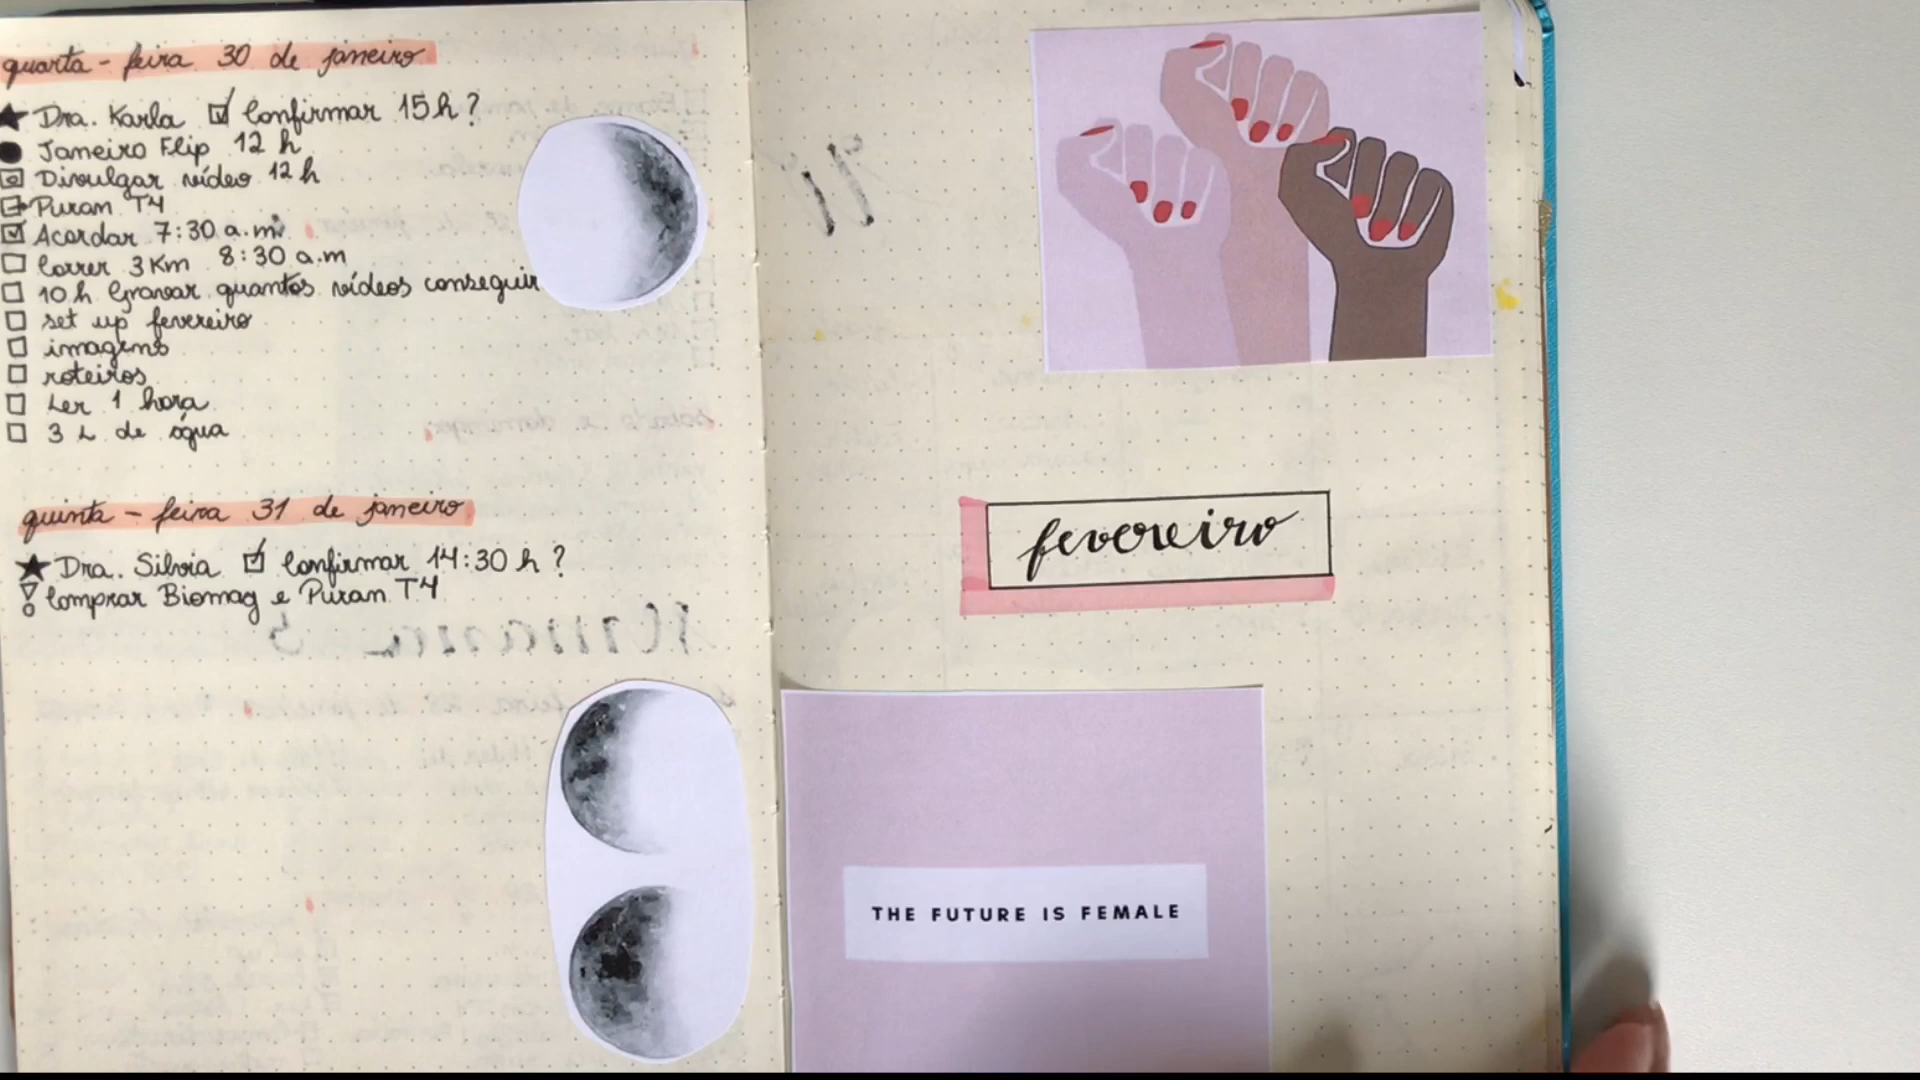 quarta - feira 30 de janeiro
Dra. Karla Confirmar 15h?
Janeiro Flip 12 h
Divulgar vídeo 12 h
Puran T4
Acordar 7:30 a.m
Correr 3 Km 8:30 a.m
10 h Gravar quantos vídeos conseguir
set up fevereiro
imagens
roteiros
Ler 1 hora
3 L de água
quinta - feira 31 de janeiro
Dra. Silvia Confirmar 14:30 h?
Comprar Biomag e Puran T4
fevereiro
THE FUTURE IS FEMALE